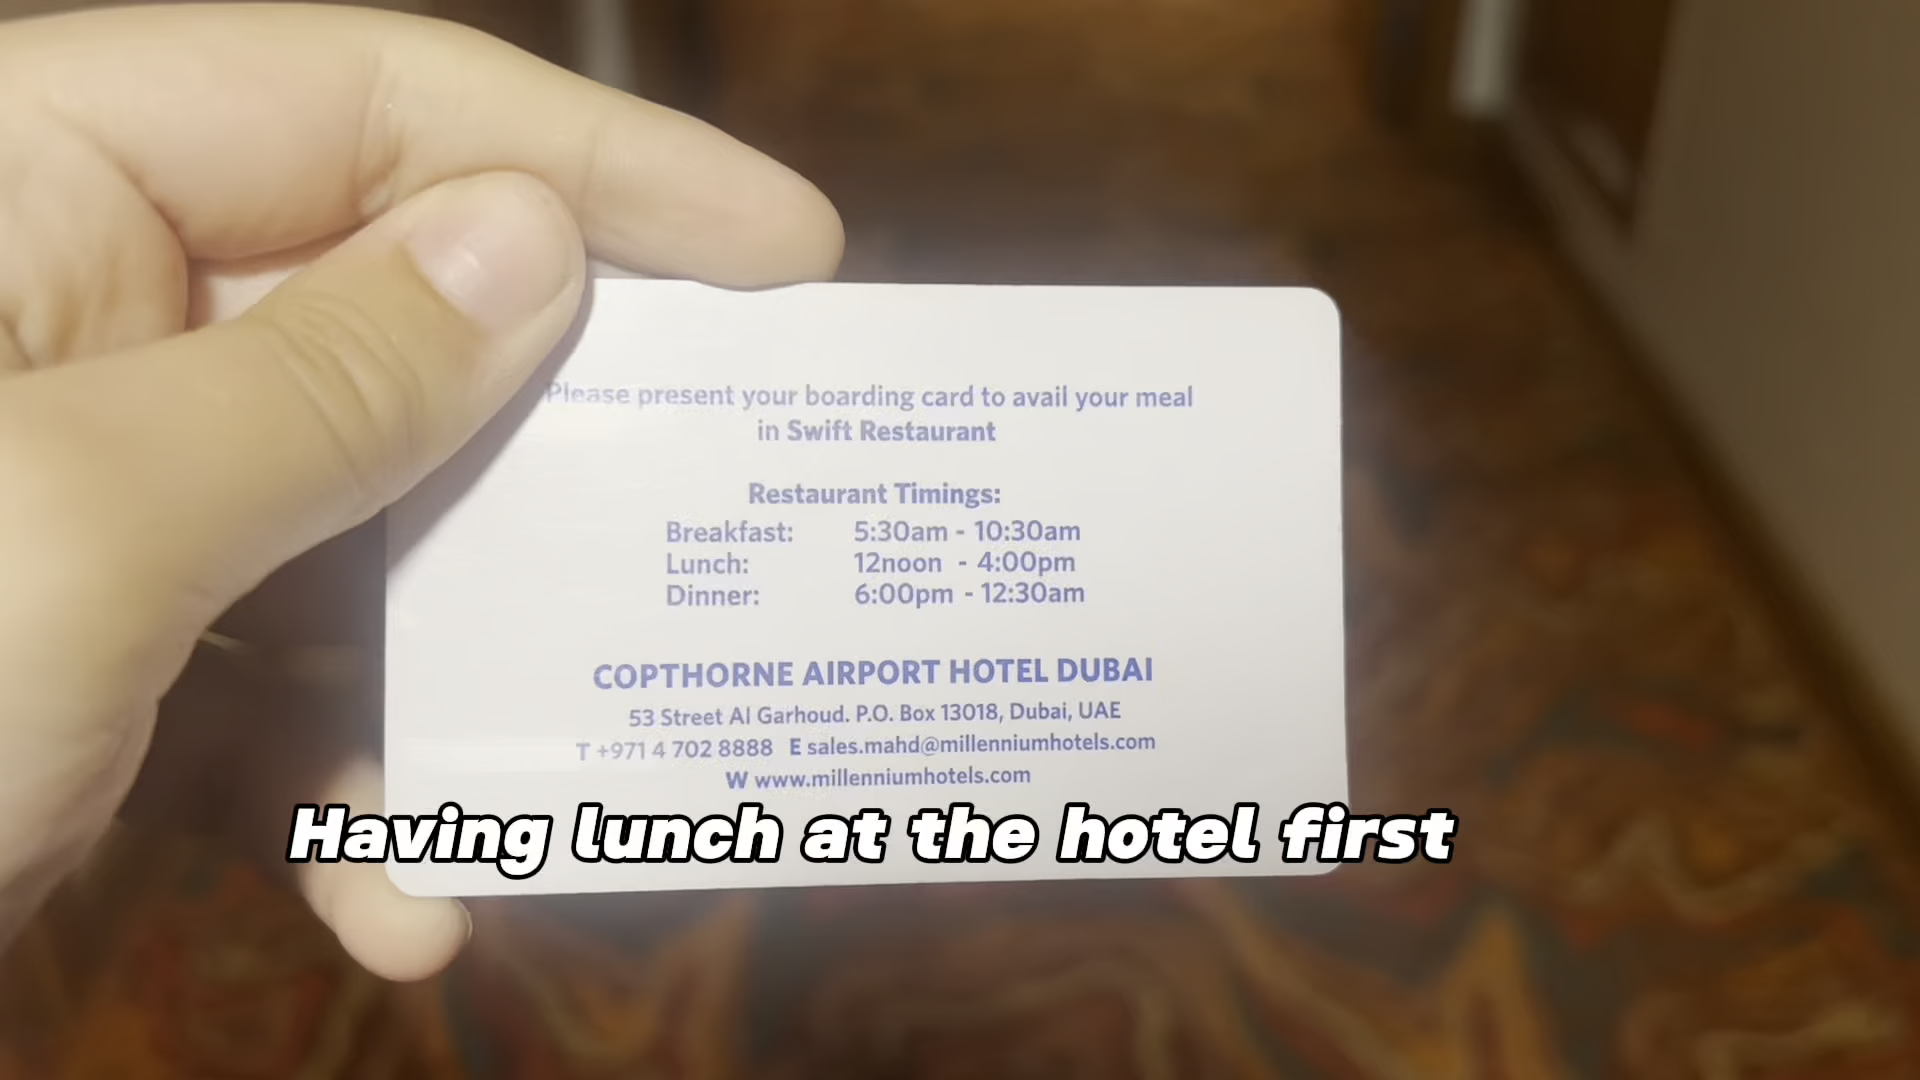 Please present your boarding card to avail your meal
in Swift Restaurant
Restaurant Timings:
Breakfast: 5:30am - 10:30am
Lunch: 12noon - 4:00pm
Dinner: 6:00pm - 12:30am
COPTHORNE AIRPORT HOTEL DUBAI
53 Street Al Garhoud. P.O. Box 13018, Dubai, UAE
T +971 4 702 8888 E sales.mahd@millenniumhotels.com
W www.millenniumhotels.com
Having lunch at the hotel first